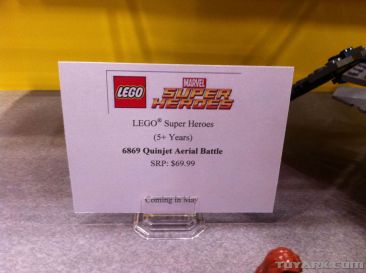 LEGO
MARVEL
SUPER
HEROES
LEGO® Super Heroes
(5+ Years)
6869 Quinjet Aerial Battle
SRP: $69.99
Coming in May
TOYARK.COM